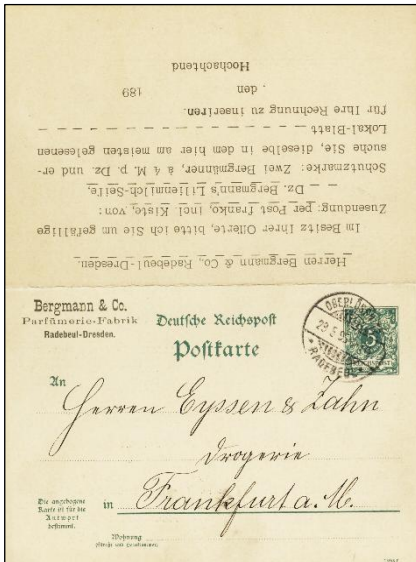 Herren Bergmann & Co., Radebeul-Dresden.
Im Besitz Ihrer Offerte, bitte ich Sie um gefällige
Zusendung: per Post franko, incl Kiste, von:
Dz. Bergmann's Lilienmilch-Seife,
Schutzmarke: Zwei Bergmänner, à 4 M. p. Dz. und er-
suche Sie, dieselbe in dem hier am meisten gelesenen
Lokal-Blatt
für Ihre Rechnung zu inseriren.
. den 189
Hochachtend
Bergmann & Co.
Parfümerie-Fabrik
Radebeul-Dresden.
Deutsche Reichspost
Postkarte
An
Herren Eyssen & Zahn
Drogerie
in Frankfurt a. M.
Die angebogene
Karte ist für die
Antwort
bestimmt.
Wohnung
(Straße und Hausnummer)
5